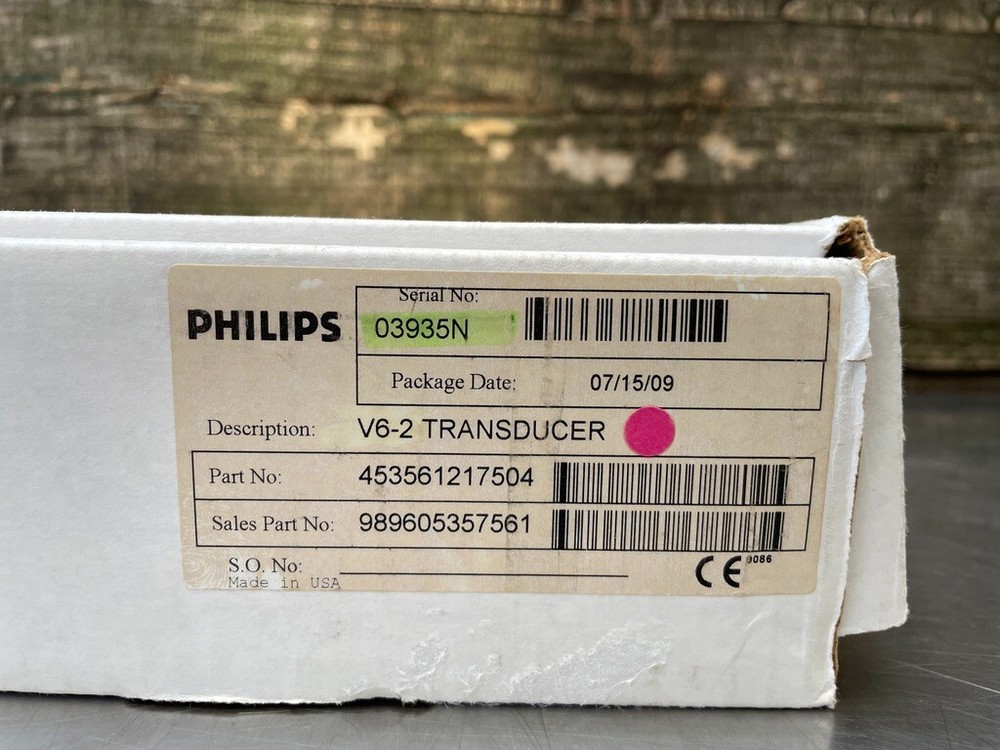 PHILIPS
Serial No:
03935N
Package Date: 07/15/09
Description: V6-2 TRANSDUCER
Part No: 453561217504
Sales Part No: 989605357561
S.O. No:
Made in USA
CE 0086